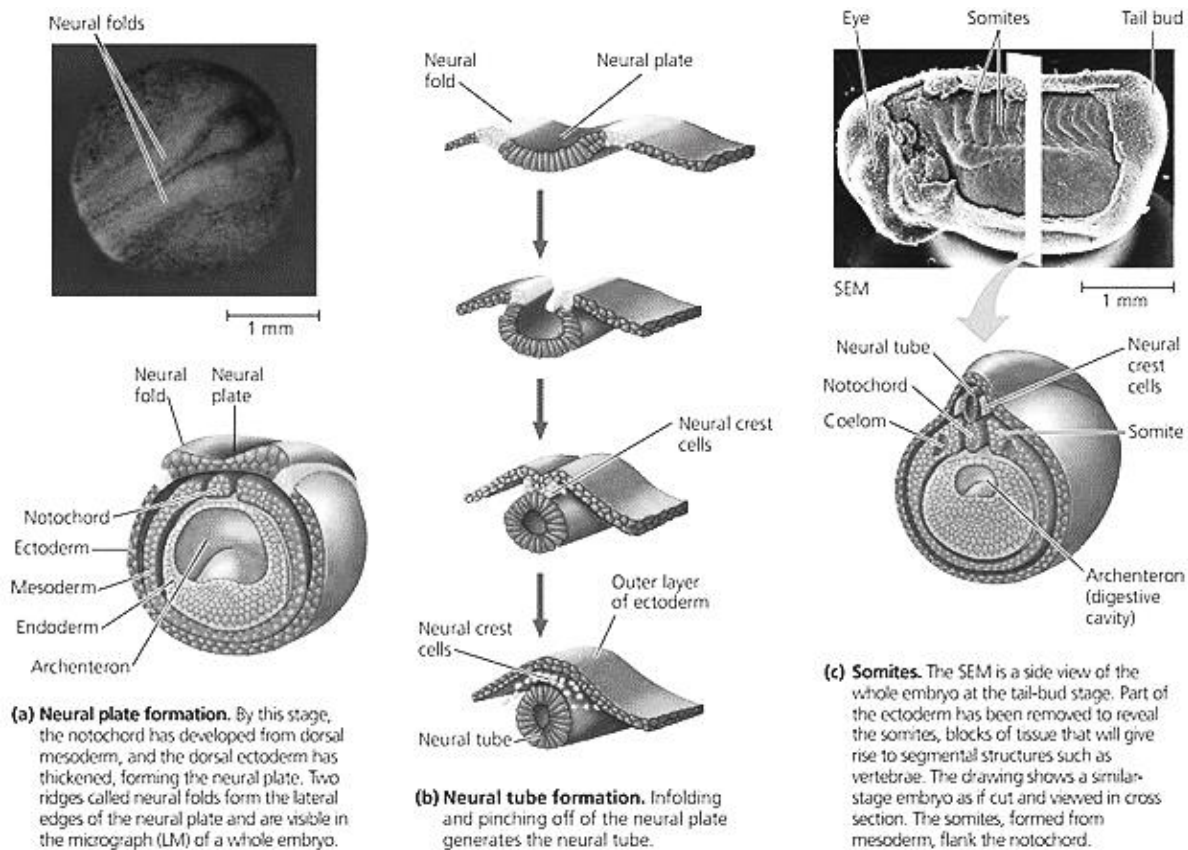 Neural folds
1 mm
Neural
fold
Neural
plate
Notochord
Ectoderm
Mesoderm
Endoderm
Archenteron
(a) Neural plate formation. By this stage,
the notochord has developed from dorsal
mesoderm, and the dorsal ectoderm has
thickened, forming the neural plate. Two
ridges called neural folds form the lateral
edges of the neural plate and are visible in
the micrograph (LM) of a whole embryo.
Neural
fold
Neural plate
Neural crest
cells
Outer layer
of ectoderm
Neural crest
cells
Neural tube
(b) Neural tube formation. Infolding
and pinching off of the neural plate
generates the neural tube.
Eye
Somites
Tail bud
SEM
1 mm
Neural tube
Notochord
Coelom
Neural
crest
cells
Somite
Archenteron
(digestive
cavity)
(c) Somites. The SEM is a side view of the
whole embryo at the tail-bud stage. Part of
the ectoderm has been removed to reveal
the somites, blocks of tissue that will give
rise to segmental structures such as
vertebrae. The drawing shows a similar-
stage embryo as if cut and viewed in cross
section. The somites, formed from
mesoderm, flank the notochord.